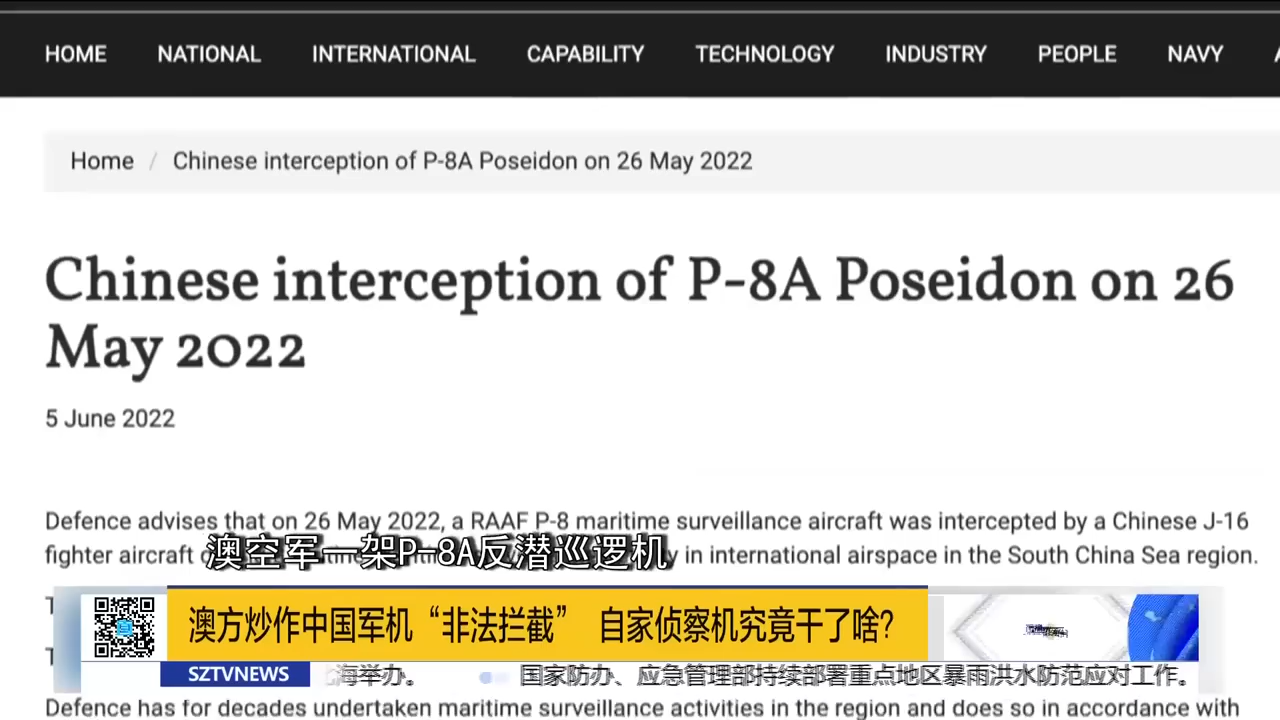 HOME NATIONAL INTERNATIONAL CAPABILITY TECHNOLOGY INDUSTRY PEOPLE NAVY
Home / Chinese interception of P-8A Poseidon on 26 May 2022
Chinese interception of P-8A Poseidon on 26
May 2022
5 June 2022
Defence advises that on 26 May 2022, a RAAF P-8 maritime surveillance aircraft was intercepted by a Chinese J-16
fighter aircraft in international airspace in the South China Sea region.
澳空军一架P-8A反潜巡逻机
澳方炒作中国军机“非法拦截” 自家侦察机究竟干了啥?
SZTVNEWS 海举办。 国家防办、应急管理部持续部署重点地区暴雨洪水防范应对工作。
Defence has for decades undertaken maritime surveillance activities in the region and does so in accordance with